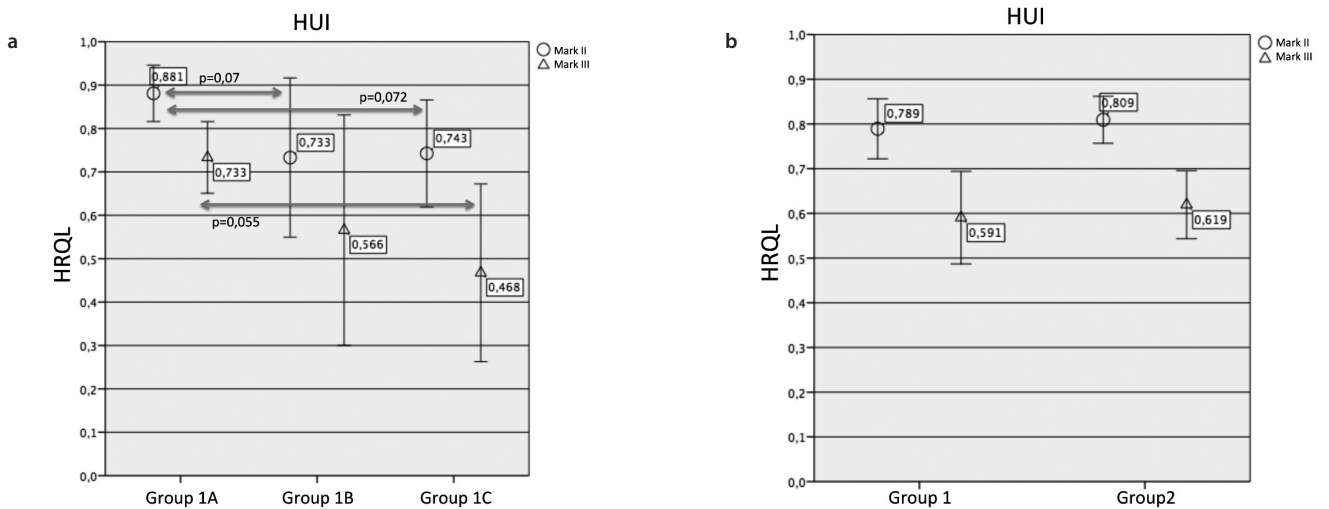 a
HUI
Mark II
Mark III
HRQL
1,0
0,9
0,8
0,7
0,6
0,5
0,4
0,3
0,2
0,1
0,0
0,881
p=0,07
p=0,072
0,733
0,733
0,743
p=0,055
0,566
0,468
Group 1A
Group 1B
Group 1C
b
HUI
Mark II
Mark III
HRQL
1,0
0,9
0,8
0,7
0,6
0,5
0,4
0,3
0,2
0,1
0,0
0,789
0,809
0,591
0,619
Group 1
Group2